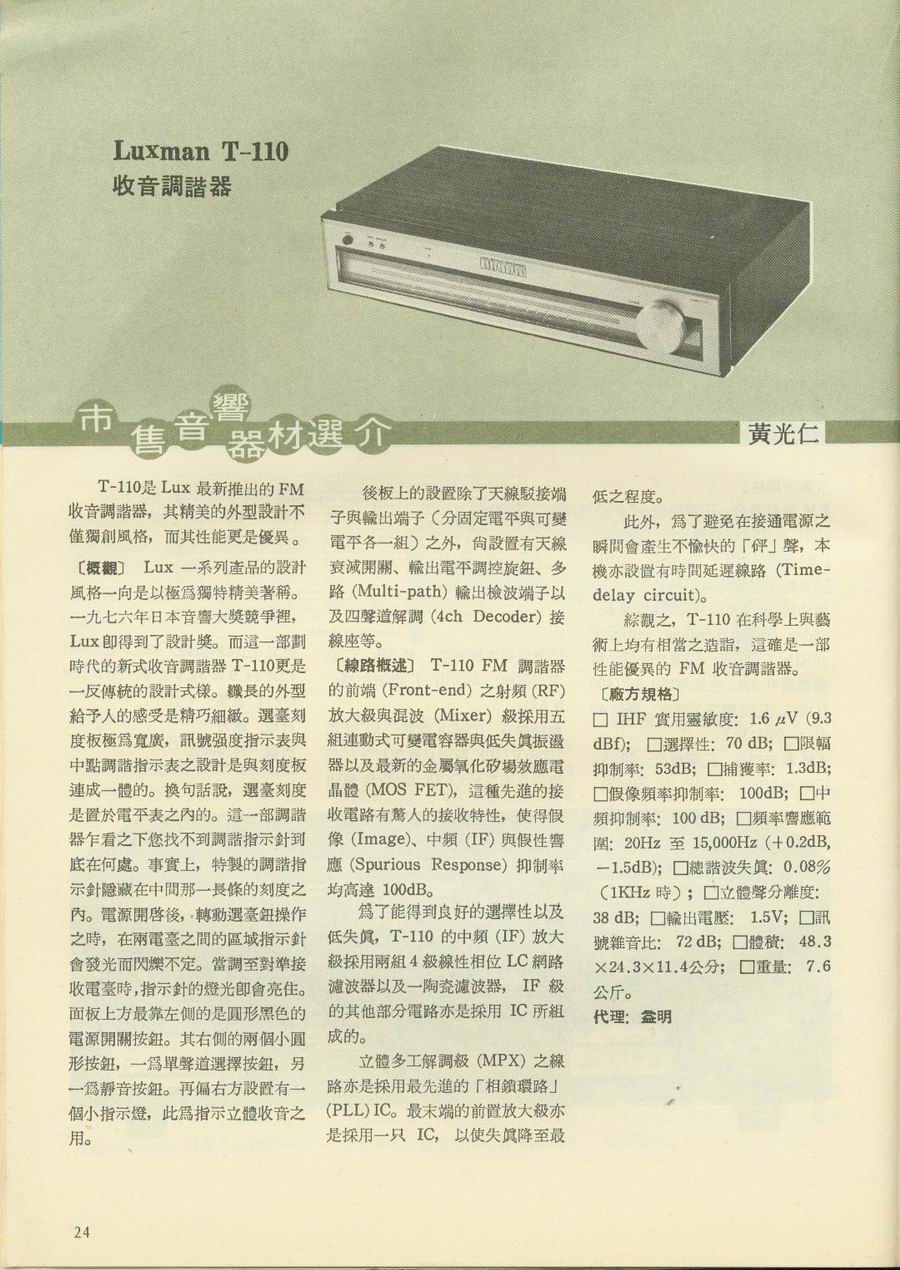 Luxman T-110
收音調諧器
市售音響器材選介
黃光仁
T-110是 Lux 最新推出的 FM
收音調諧器，其精美的外型設計不
僅獨創風格，而其性能更是優異。
〔概觀〕 Lux 一系列產品的設計
風格一向是以極爲獨特精美著稱。
一九七六年日本音響大獎競爭裡，
Lux 卽得到了設計獎。而這一部劃
時代的新式收音調諧器 T-110更是
一反傳統的設計式樣。纖長的外型
給予人的感受是精巧細緻。選臺刻
度板極爲寬廣，訊號强度指示表與
中點調諧指示表之設計是與刻度板
連成一體的。換句話說，選臺刻度
是置於電平表之內的。這一部調諧
器乍看之下您找不到調諧指示針到
底在何處。事實上，特製的調諧指
示針隱藏在中間那一長條的刻度之
內。電源開啓後，轉動選臺鈕操作
之時，在兩電臺之間的區域指示針
會發光而閃爍不定。當調至對準接
收電臺時，指示針的燈光卽會亮住。
面板上方最靠左側的是圓形黑色的
電源開關按鈕。其右側的兩個小圓
形按鈕，一爲單聲道選擇按鈕，另
一爲靜音按鈕。再偏右方設置有一
個小指示燈，此爲指示立體收音之
用。
後板上的設置除了天線駁接端
子與輸出端子（分固定電平與可變
電平各一組）之外，尙設置有天線
衰減開關、輸出電平調控旋鈕、多
路 (Multi-path) 輸出檢波端子以
及四聲道解調 (4ch Decoder) 接
線座等。
〔線路概述〕 T-110 FM 調諧器
的前端 (Front-end) 之射頻 (RF)
放大級與混波 (Mixer) 級採用五
組連動式可變電容器與低失眞振盪
器以及最新的金屬氧化矽場效應電
晶體 (MOS FET)，這種先進的接
收電路有驚人的接收特性，使得假
像 (Image)、中頻 (IF) 與假性響
應 (Spurious Response) 抑制率
均高達 100dB。
爲了能得到良好的選擇性以及
低失眞，T-110 的中頻 (IF) 放大
級採用兩組 4 級線性相位 LC 網路
濾波器以及一陶瓷濾波器， IF 級
的其他部分電路亦是採用 IC 所組
成的。
立體多工解調級 (MPX) 之線
路亦是採用最先進的「相鎖環路」
(PLL) IC。最末端的前置放大級亦
是採用一只 IC， 以使失眞降至最
低之程度。
此外，爲了避免在接通電源之
瞬間會產生不愉快的「砰」聲，本
機亦設置有時間延遲線路 (Time-
delay circuit)。
綜觀之，T-110 在科學上與藝
術上均有相當之造詣，這確是一部
性能優異的 FM 收音調諧器。
〔廠方規格〕
□ IHF 實用靈敏度： 1.6 μV (9.3
dBf)； □選擇性： 70 dB； □限幅
抑制率： 53dB； □捕獲率： 1.3dB；
□假像頻率抑制率： 100dB； □中
頻抑制率： 100 dB； □頻率響應範
圍： 20Hz 至 15,000Hz (+0.2dB,
−1.5dB)； □總諧波失眞： 0.08%
（1KHz 時）； □立體聲分離度：
38 dB； □輸出電壓： 1.5V； □訊
號雜音比： 72 dB； □體積： 48.3
×24.3×11.4公分； □重量： 7.6
公斤。
代理：益明
24